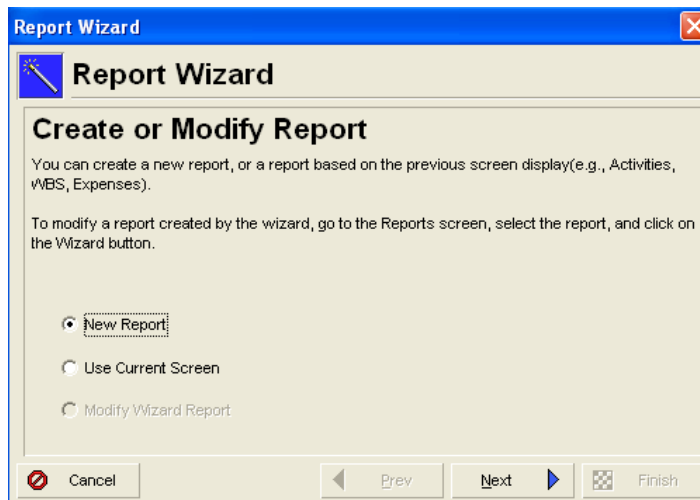 Report Wizard
Report Wizard
Create or Modify Report
You can create a new report, or a report based on the previous screen display(e.g., Activities,
WBS, Expenses).
To modify a report created by the wizard, go to the Reports screen, select the report, and click on
the Wizard button.
New Report
Use Current Screen
Modify Wizard Report
Cancel Prev Next Finish